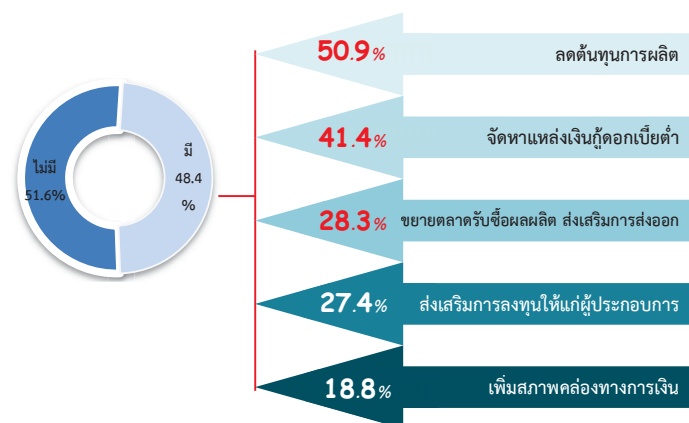 ไม่มี
51.6%
มี
48.4
%
50.9% ลดต้นทุนการผลิต
41.4% จัดหาแหล่งเงินกู้ดอกเบี้ยต่ำ
28.3% ขยายตลาดรับซื้อผลผลิต ส่งเสริมการส่งออก
27.4% ส่งเสริมการลงทุนให้แก่ผู้ประกอบการ
18.8% เพิ่มสภาพคล่องทางการเงิน